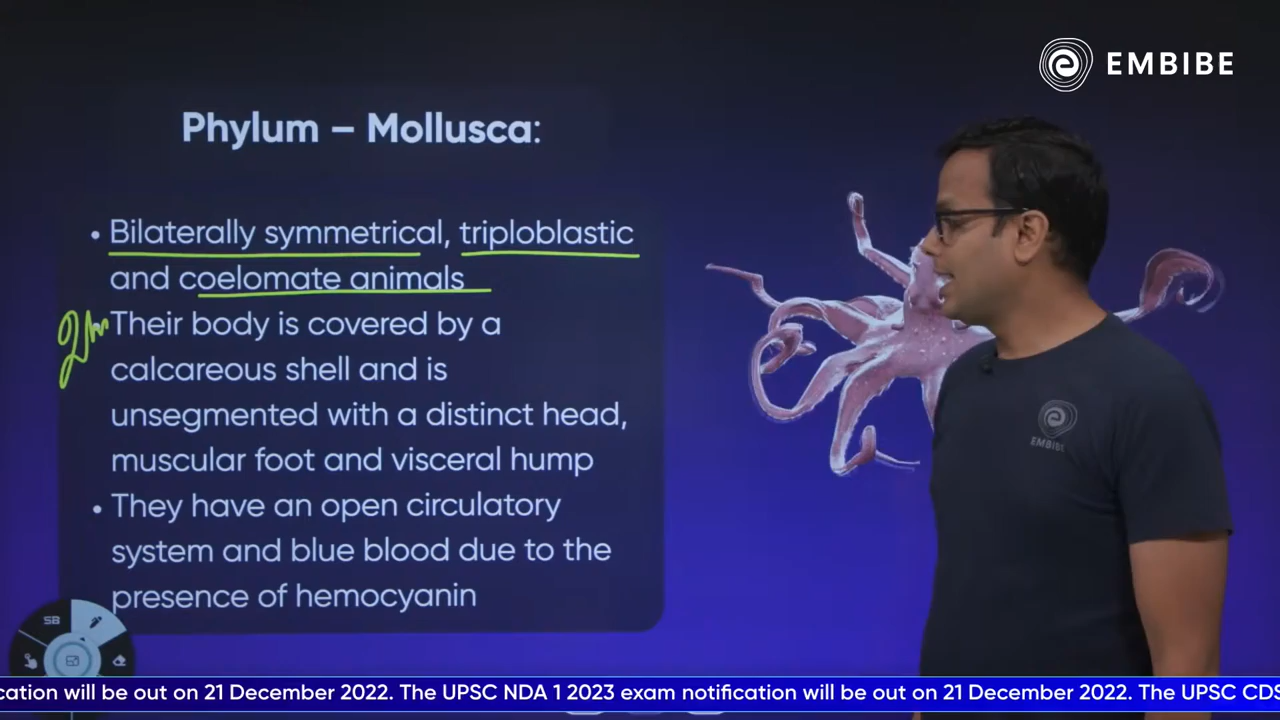 EMBIBE
Phylum – Mollusca:
• Bilaterally symmetrical, triploblastic
and coelomate animals
Their body is covered by a
calcareous shell and is
unsegmented with a distinct head,
muscular foot and visceral hump
• They have an open circulatory
system and blue blood due to the
presence of hemocyanin
EMBIBE
SB
cation will be out on 21 December 2022. The UPSC NDA 1 2023 exam notification will be out on 21 December 2022. The UPSC CDS